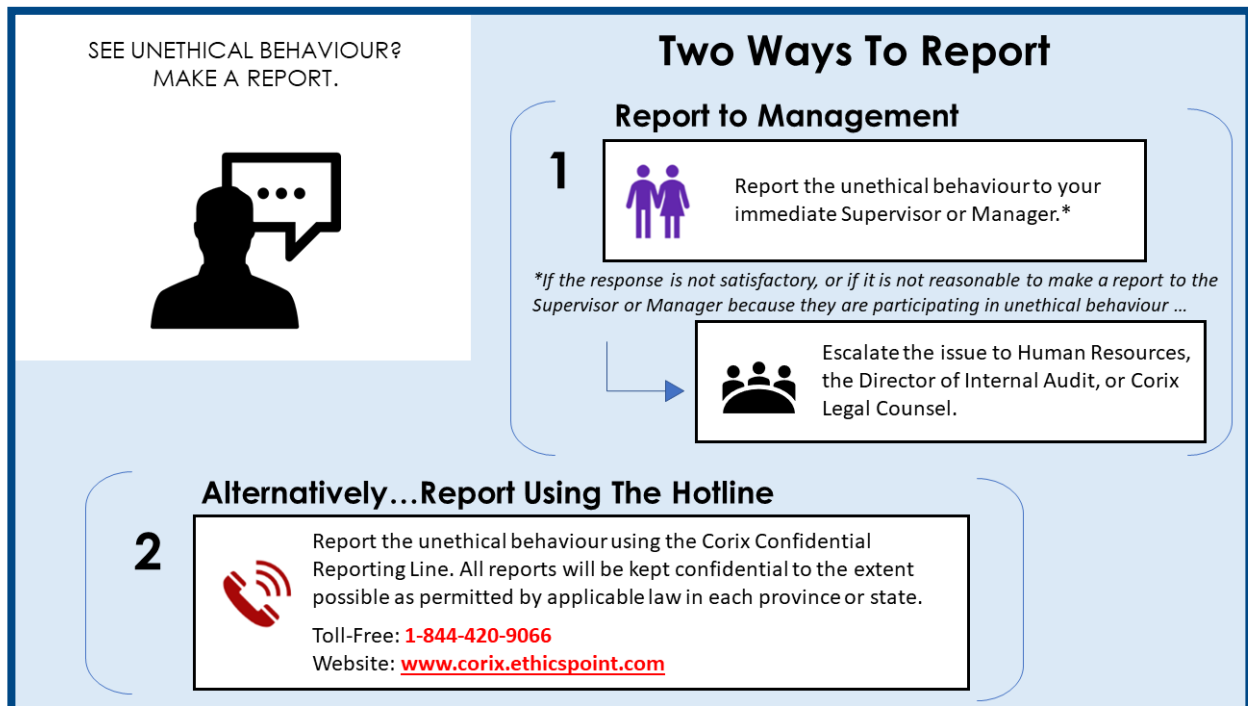 SEE UNETHICAL BEHAVIOUR?
MAKE A REPORT.
Two Ways To Report
Report to Management
1
Report the unethical behaviour to your
immediate Supervisor or Manager.*
*If the response is not satisfactory, or if it is not reasonable to make a report to the
Supervisor or Manager because they are participating in unethical behaviour ...
Escalate the issue to Human Resources,
the Director of Internal Audit, or Corix
Legal Counsel.
Alternatively...Report Using The Hotline
2
Report the unethical behaviour using the Corix Confidential
Reporting Line. All reports will be kept confidential to the extent
possible as permitted by applicable law in each province or state.
Toll-Free: 1-844-420-9066
Website: www.corix.ethicspoint.com